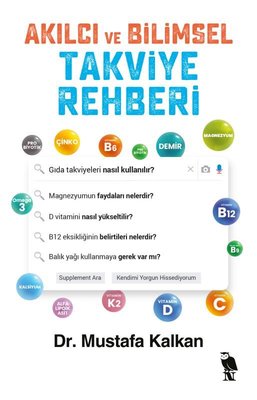 AKILCI VE BİLİMSEL
TAKVİYE
REHBERİ
PRO
BİYOTİK
ÇİNKO
VİTAMİN
B6
PRE
BİYOTİK
DEMİR
MAGNEZYUM
Gıda takviyeleri nasıl kullanılır?
Omega
3
Magnezyumun faydaları nelerdir?
D vitamini nasıl yükseltilir?
VİTAMİN
B12
B12 eksikliğinin belirtileri nelerdir?
Balık yağı kullanmaya gerek var mı?
B9
Supplement Ara
Kendimi Yorgun Hissediyorum
KALSİYUM
ALFA
LİPOİK
ASİT
VİTAMİN
K2
VİTAMİN
D
VİTAMİN
C
Dr. Mustafa Kalkan